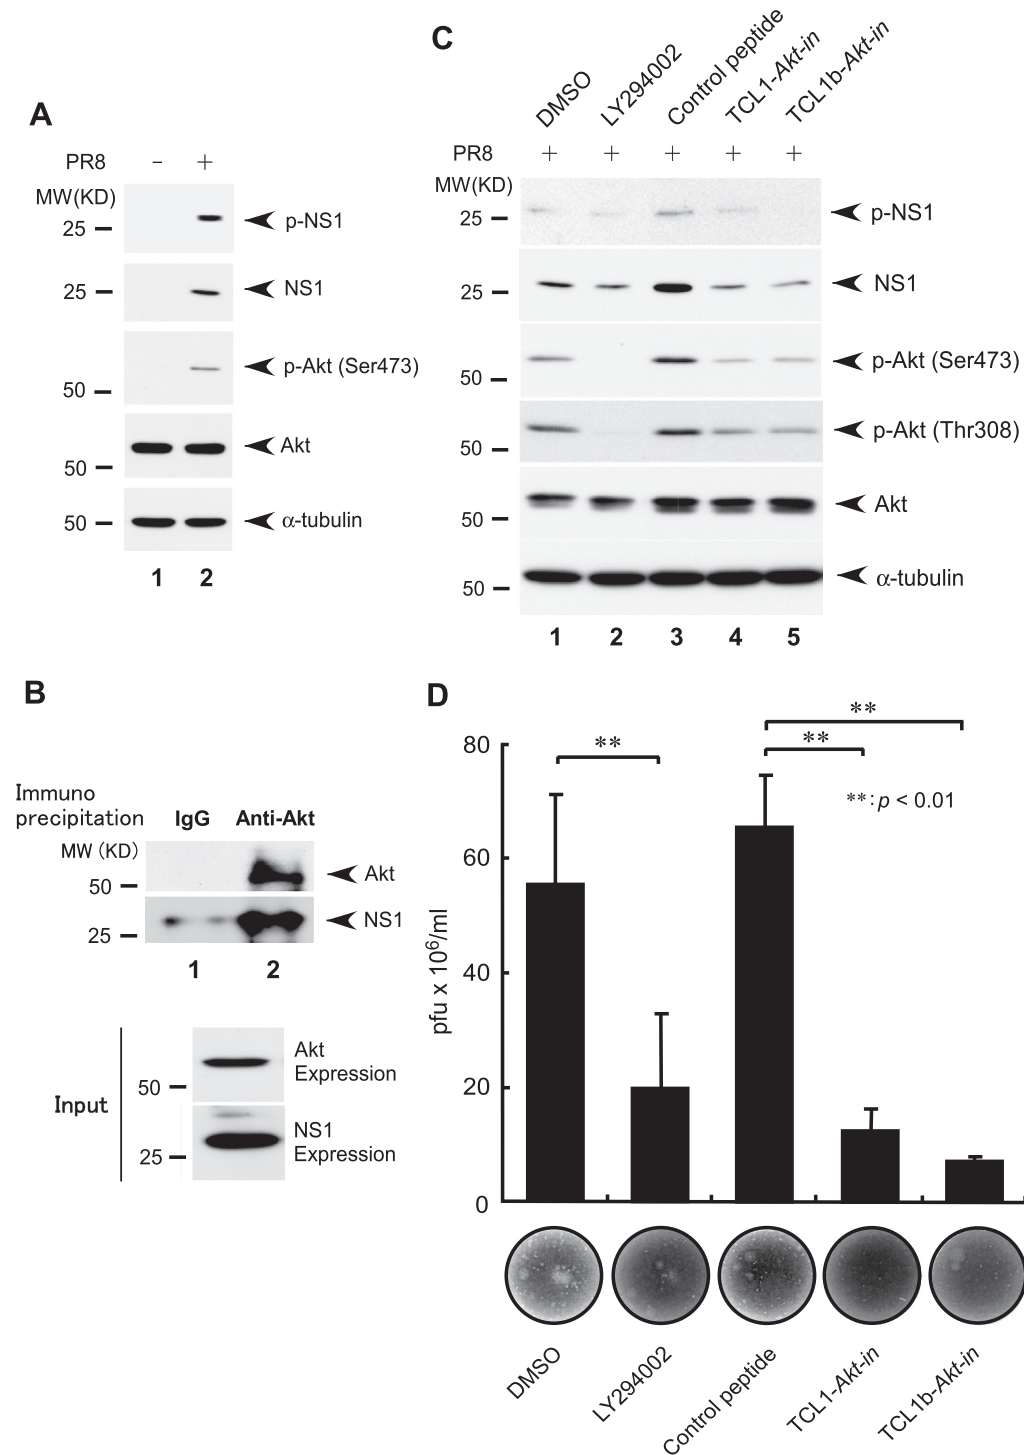 A
PR8 - +
MW(KD)
25 p-NS1
25 NS1
50 p-Akt (Ser473)
50 Akt
50 α-tubulin
1 2
C
DMSO LY294002 Control peptide TCL1-Akt-in TCL1b-Akt-in
PR8 + + + + +
MW(KD)
25 p-NS1
25 NS1
50 p-Akt (Ser473)
50 p-Akt (Thr308)
50 Akt
50 α-tubulin
1 2 3 4 5
B
Immuno
precipitation IgG Anti-Akt
MW (KD)
50 Akt
25 NS1
1 2
Input
50 Akt
Expression
25 NS1
Expression
D
**
** **
**: p < 0.01
pfu x 10⁶/ml
80
60
40
20
0
DMSO LY294002 Control peptide TCL1-Akt-in TCL1b-Akt-in